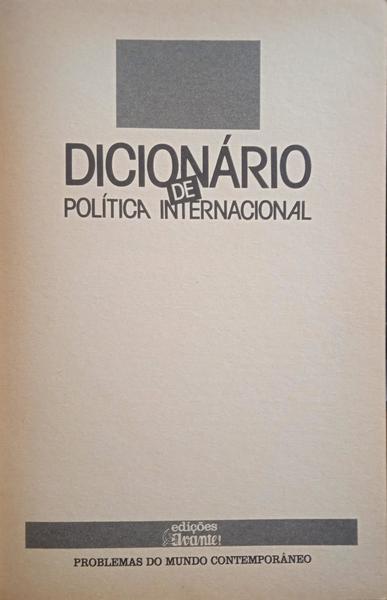 DICIONÁRIO
DE
POLÍTICA INTERNACIONAL
edições
Avante!
PROBLEMAS DO MUNDO CONTEMPORÂNEO